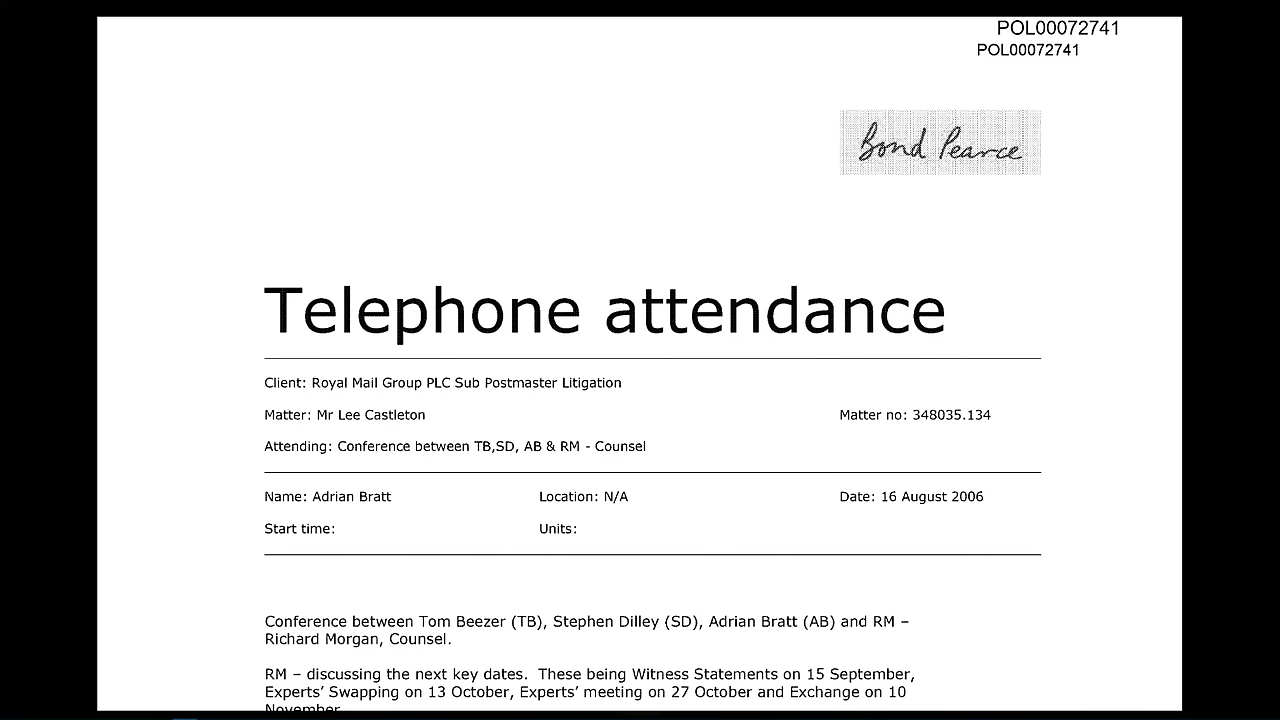 POL00072741
POL00072741
Bond Pearce
Telephone attendance
Client: Royal Mail Group PLC Sub Postmaster Litigation
Matter: Mr Lee Castleton Matter no: 348035.134
Attending: Conference between TB,SD, AB & RM - Counsel
Name: Adrian Bratt Location: N/A Date: 16 August 2006
Start time: Units:
Conference between Tom Beezer (TB), Stephen Dilley (SD), Adrian Bratt (AB) and RM –
Richard Morgan, Counsel.
RM – discussing the next key dates. These being Witness Statements on 15 September,
Experts’ Swapping on 13 October, Experts’ meeting on 27 October and Exchange on 10
November